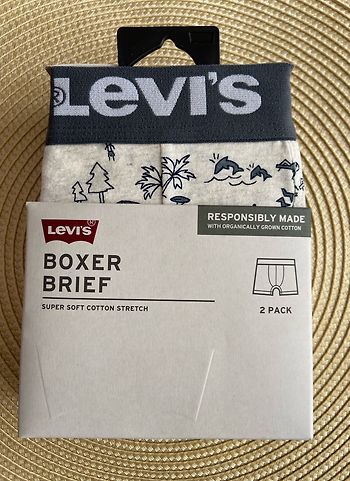 ®LEVI'S
LEVI'S®
RESPONSIBLY MADE
WITH ORGANICALLY GROWN COTTON
BOXER
BRIEF
SUPER SOFT COTTON STRETCH
2 PACK